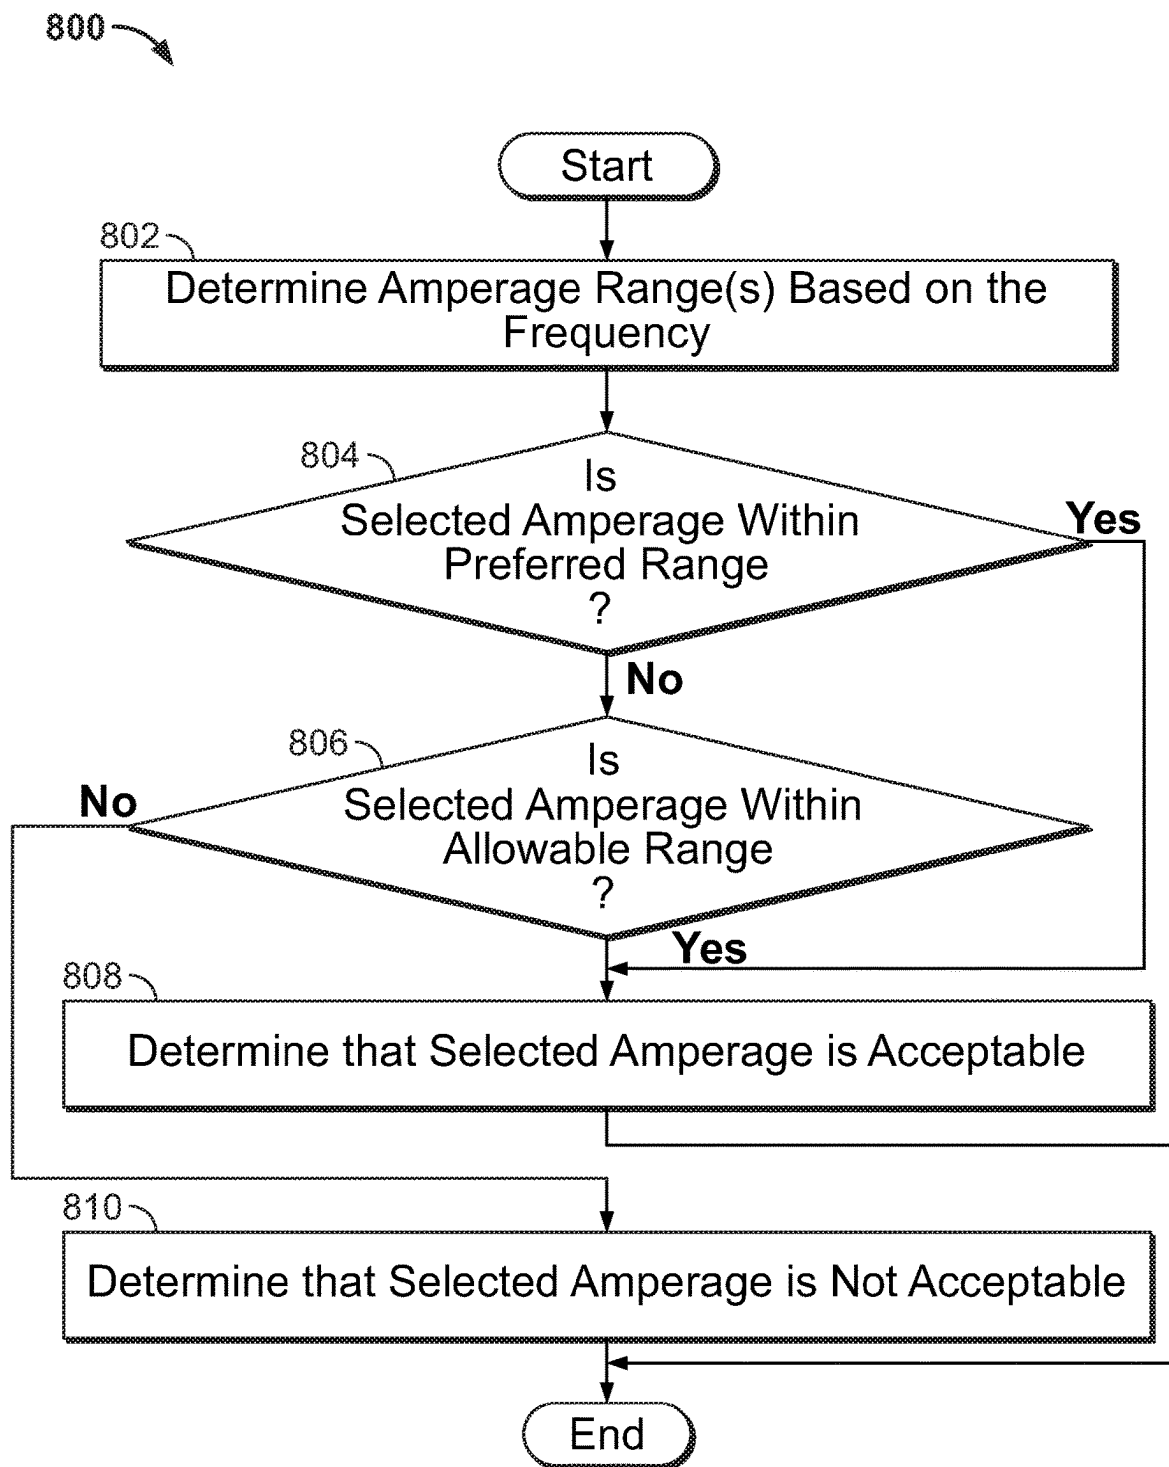 800
Start
802
Determine Amperage Range(s) Based on the
Frequency
804
Is
Selected Amperage Within
Preferred Range
?
Yes
No
806
Is
Selected Amperage Within
Allowable Range
?
No
Yes
808
Determine that Selected Amperage is Acceptable
810
Determine that Selected Amperage is Not Acceptable
End